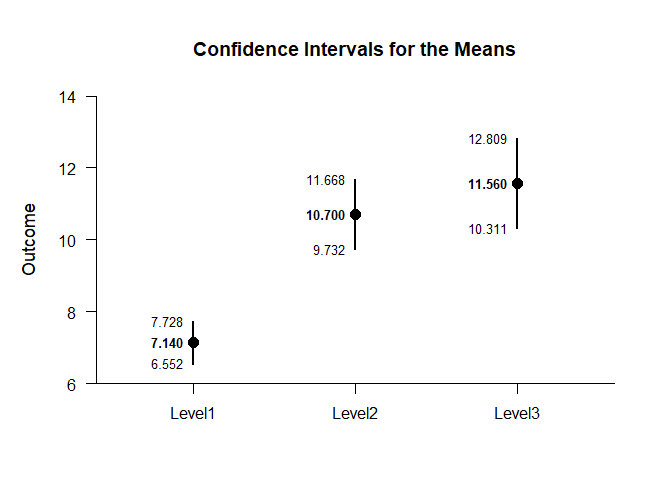 Confidence Intervals for the Means
Outcome
14
12
10
8
6
12.809
11.560
10.311
11.668
10.700
9.732
7.728
7.140
6.552
Level1
Level2
Level3